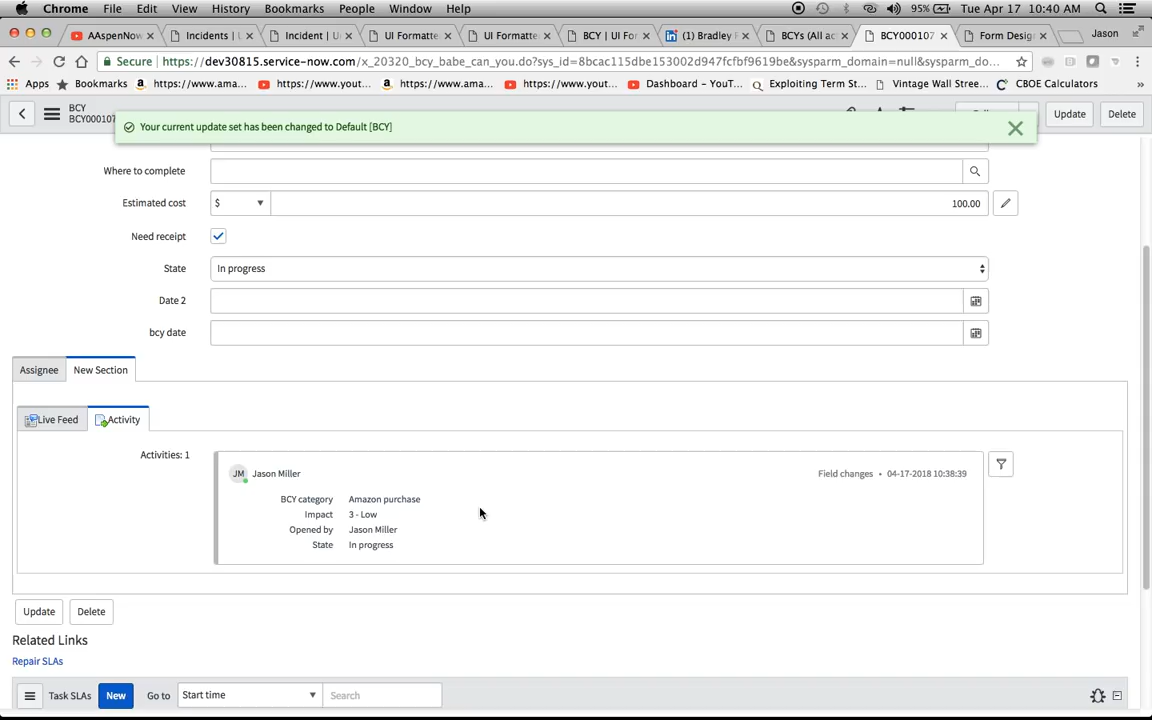 Chrome File Edit View History Bookmarks People Window Help 95% Tue Apr 17 10:40 AM
AAspenNow Incidents | Incident | U UI Formatte UI Formatte BCY | UI Fo (1) Bradley F BCYs (All ac BCY000107 Form Desig Jason
Secure https://dev30815.service-now.com/x_20320_bcy_babe_can_you.do?sys_id=8bcac115dbe153002d947fcfbf9619be&sysparm_domain=null&sysparm_do...
Apps Bookmarks https://www.ama... https://www.yout... https://www.ama... https://www.yout... Dashboard – YouT... Exploiting Term St... Vintage Wall Stree... CBOE Calculators »
BCY
BCY000107
Update Delete
Your current update set has been changed to Default [BCY]
Where to complete
Estimated cost $ 100.00
Need receipt
State In progress
Date 2
bcy date
Assignee New Section
Live Feed Activity
Activities: 1
JM Jason Miller Field changes • 04-17-2018 10:38:39
BCY category Amazon purchase
Impact 3 - Low
Opened by Jason Miller
State In progress
Update Delete
Related Links
Repair SLAs
Task SLAs New Go to Start time Search